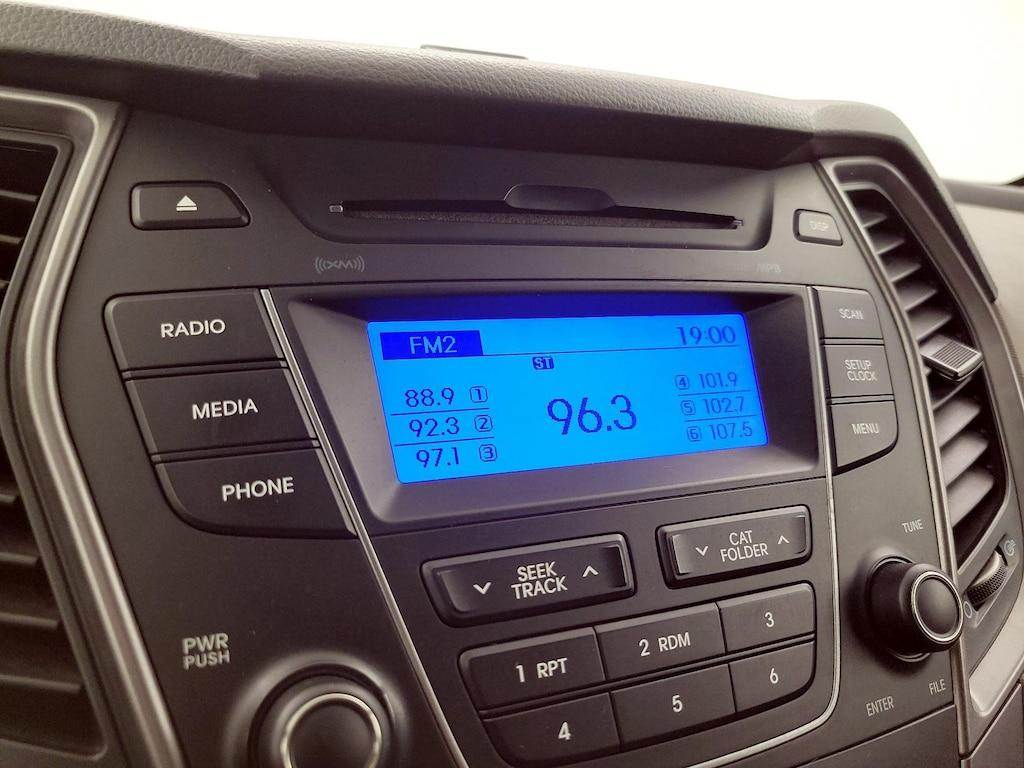 DISP
((XM))
MP3
RADIO
MEDIA
PHONE
SCAN
SETUP
CLOCK
MENU
FM2
19:00
ST
88.9 1
92.3 2
97.1 3
96.3
4 101.9
5 102.7
6 107.5
SEEK
TRACK
CAT
FOLDER
TUNE
PWR
PUSH
1 RPT
2 RDM
3
4
5
6
ENTER
FILE